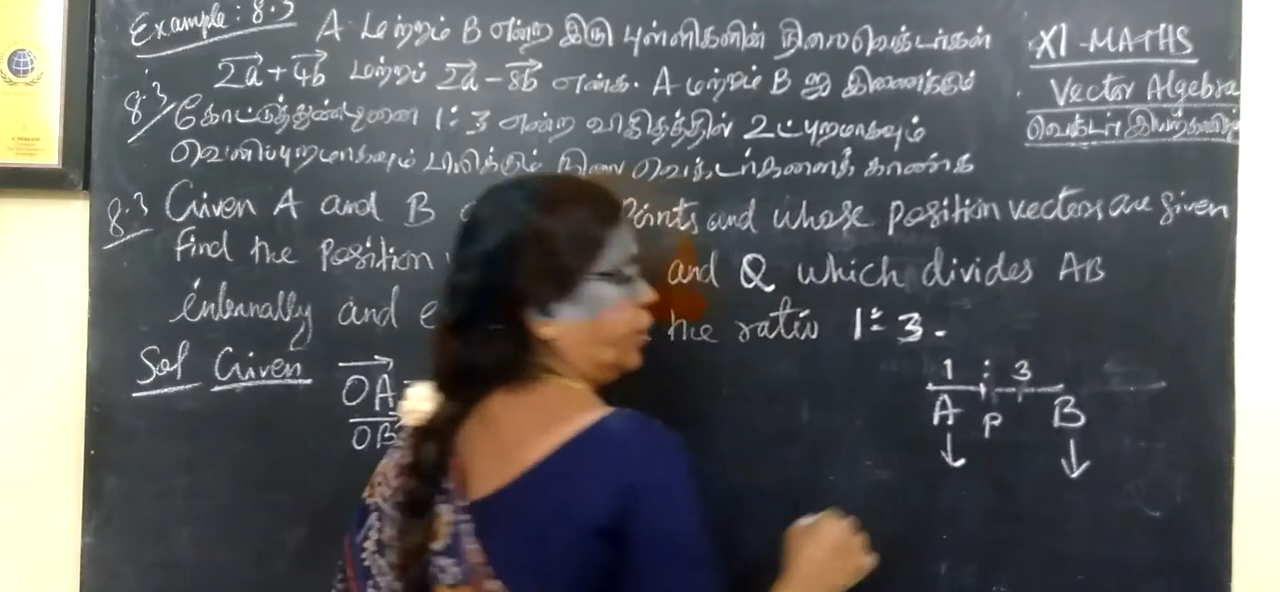 Example: 8.3 A மற்றும் B என்ற இரு புள்ளிகளின் நிலைவெக்டர்கள்
2a + 4b மற்றும் 2a - 8b என்க. A மற்றும் B ஐ இணைக்கும்
8.3 கோட்டுத்துண்டினை 1:3 என்ற விகிதத்தில் உட்புறமாகவும்
வெளிப்புறமாகவும் பிரிக்கும் நிலை வெக்டர்களைக் காண்க
XI - MATHS
Vector Algebra
வெக்டர் இயற்கணிதம்
8.3 Given A and B points and whose position vectors are given
Find the Position and Q which divides AB
internally and the ratio 1:3.
Sol Given OA
OB
1 : 3
A P B